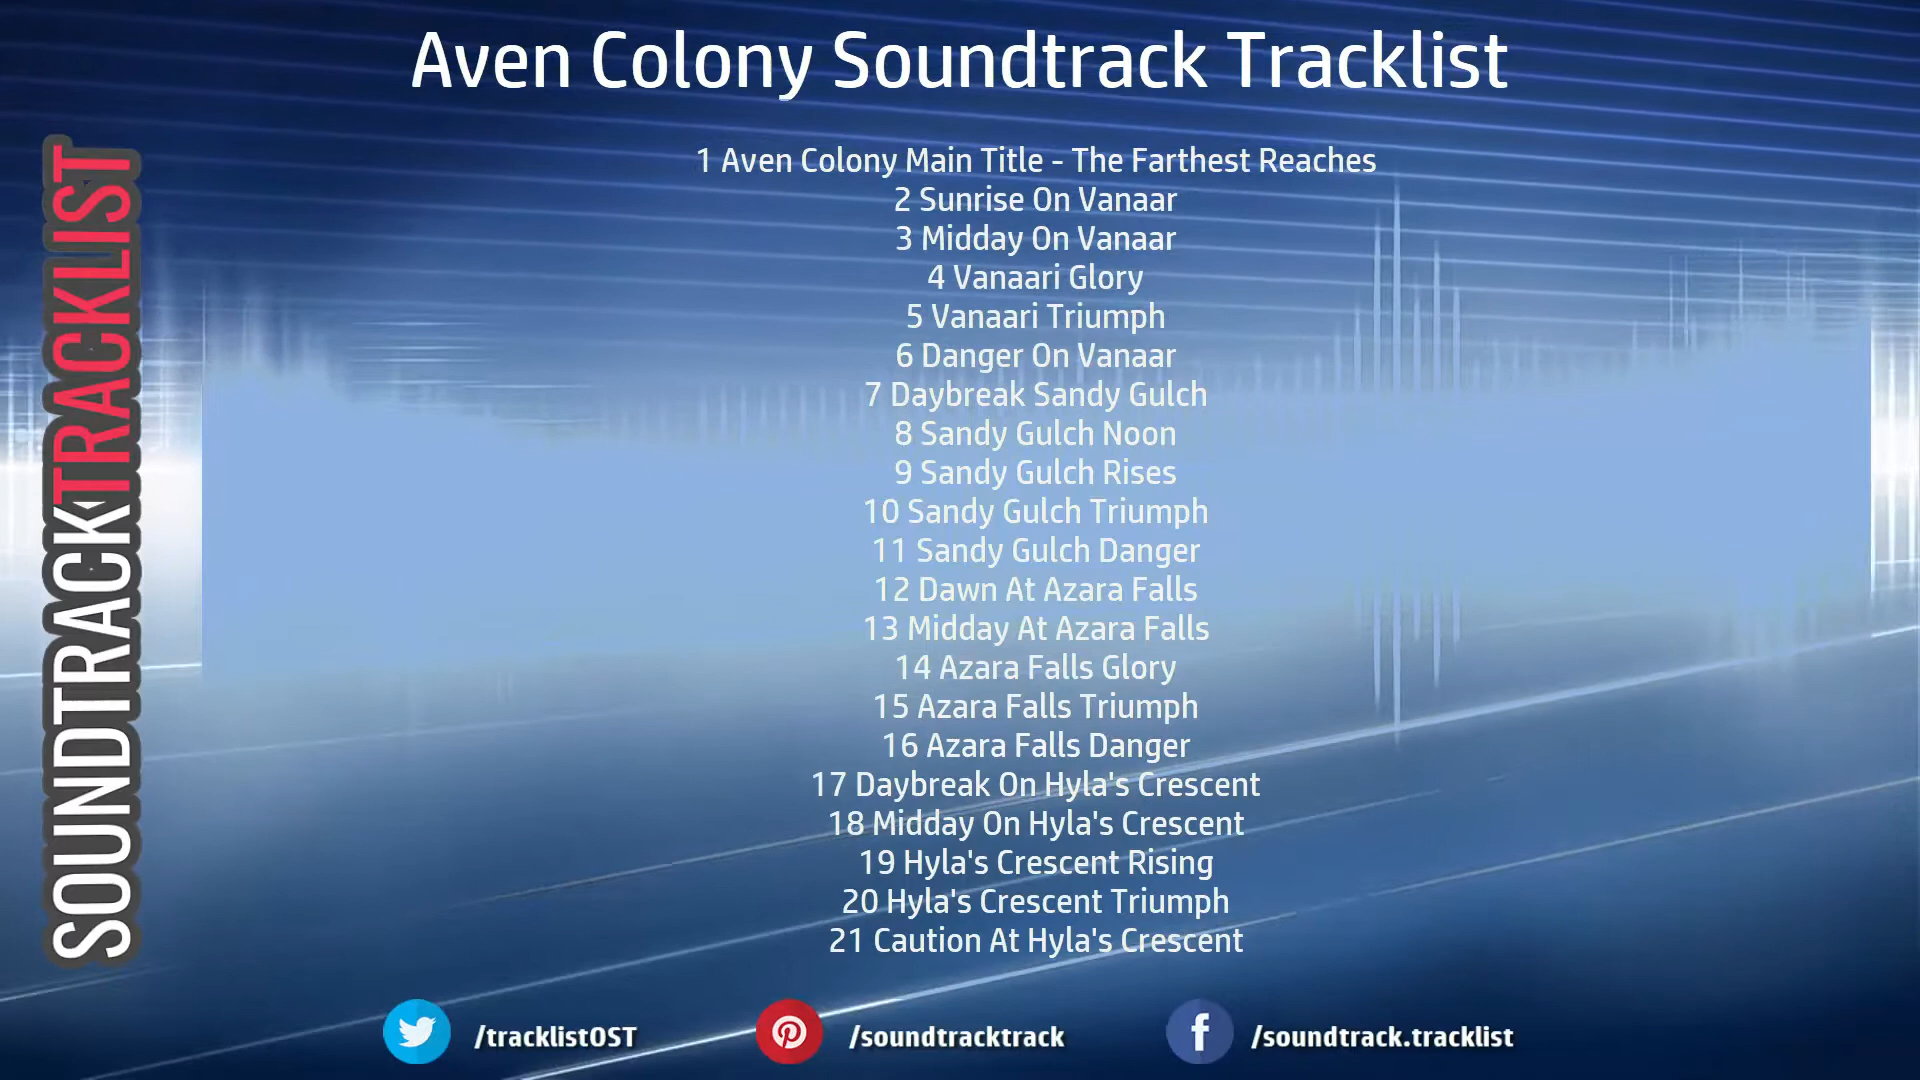 Aven Colony Soundtrack Tracklist
SOUNDTRACKTRACKLIST
1 Aven Colony Main Title - The Farthest Reaches
2 Sunrise On Vanaar
3 Midday On Vanaar
4 Vanaari Glory
5 Vanaari Triumph
6 Danger On Vanaar
7 Daybreak Sandy Gulch
8 Sandy Gulch Noon
9 Sandy Gulch Rises
10 Sandy Gulch Triumph
11 Sandy Gulch Danger
12 Dawn At Azara Falls
13 Midday At Azara Falls
14 Azara Falls Glory
15 Azara Falls Triumph
16 Azara Falls Danger
17 Daybreak On Hyla's Crescent
18 Midday On Hyla's Crescent
19 Hyla's Crescent Rising
20 Hyla's Crescent Triumph
21 Caution At Hyla's Crescent
/tracklistOST
/soundtracktrack
/soundtrack.tracklist